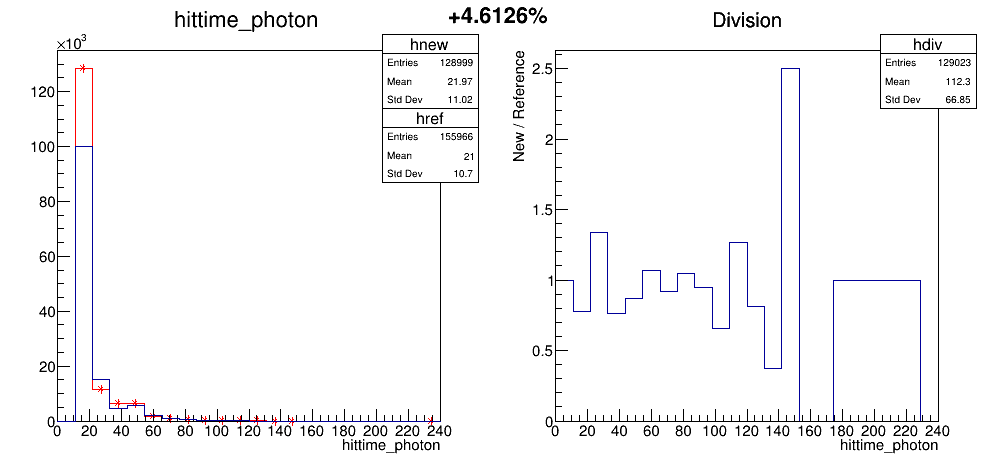 +4.6126%
hittime_photon
×10³
120
100
80
60
40
20
0
0 20 40 60 80 100 120 140 160 180 200 220 240
hittime_photon
hnew
Entries 128999
Mean 21.97
Std Dev 11.02
href
Entries 155966
Mean 21
Std Dev 10.7
Division
New / Reference
2.5
2
1.5
1
0.5
0
0 20 40 60 80 100 120 140 160 180 200 220 240
hittime_photon
hdiv
Entries 129023
Mean 112.3
Std Dev 66.85